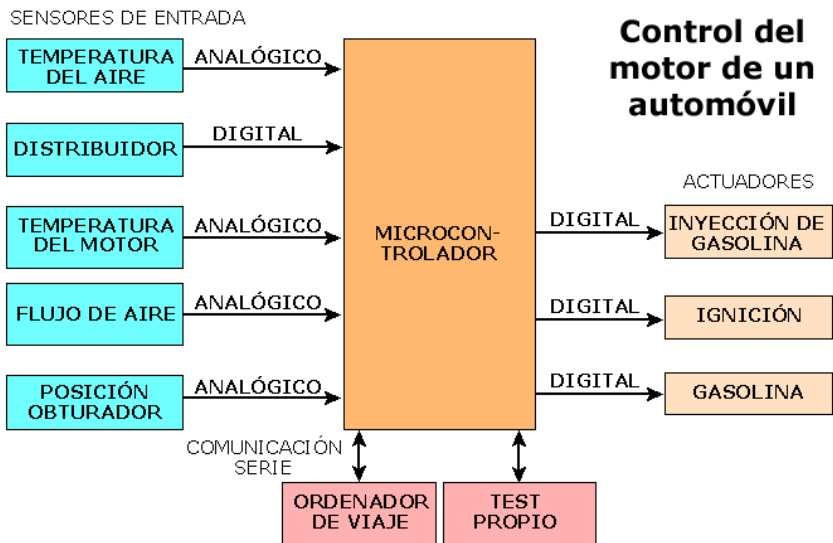 SENSORES DE ENTRADA
Control del
motor de un
automóvil
TEMPERATURA
DEL AIRE
ANALÓGICO
DISTRIBUIDOR
DIGITAL
TEMPERATURA
DEL MOTOR
ANALÓGICO
FLUJO DE AIRE
ANALÓGICO
POSICIÓN
OBTURADOR
ANALÓGICO
MICROCON-
TROLADOR
ACTUADORES
DIGITAL
INYECCIÓN DE
GASOLINA
DIGITAL
IGNICIÓN
DIGITAL
GASOLINA
COMUNICACIÓN
SERIE
ORDENADOR
DE VIAJE
TEST
PROPIO